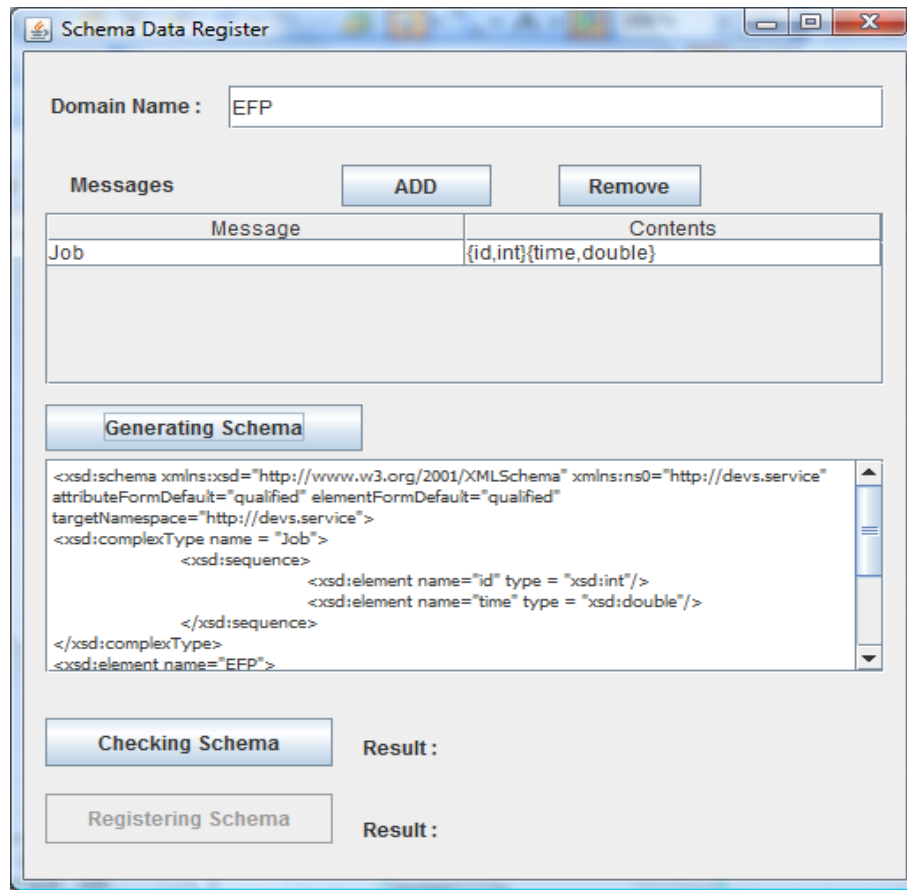 Schema Data Register
Domain Name :
EFP
Messages
ADD
Remove
Message
Contents
Job
{id,int}{time,double}
Generating Schema
<xsd:schema xmlns:xsd="http://www.w3.org/2001/XMLSchema" xmlns:ns0="http://devs.service"
attributeFormDefault="qualified" elementFormDefault="qualified"
targetNamespace="http://devs.service">
<xsd:complexType name = "Job">
<xsd:sequence>
<xsd:element name="id" type = "xsd:int"/>
<xsd:element name="time" type = "xsd:double"/>
</xsd:sequence>
</xsd:complexType>
<xsd:element name="EFP">
Checking Schema
Result :
Registering Schema
Result :